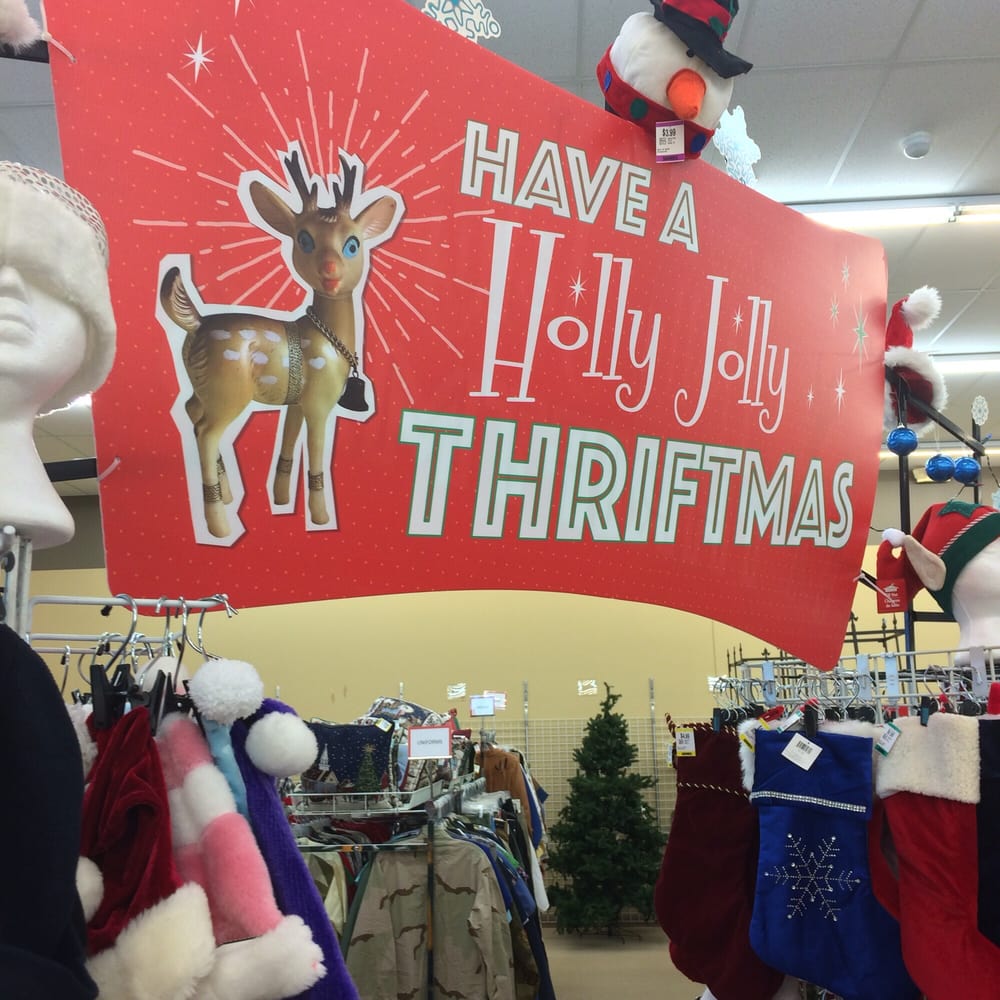 HAVE A
Holly Jolly
THRIFTMAS
$3.99
UNIFORMS